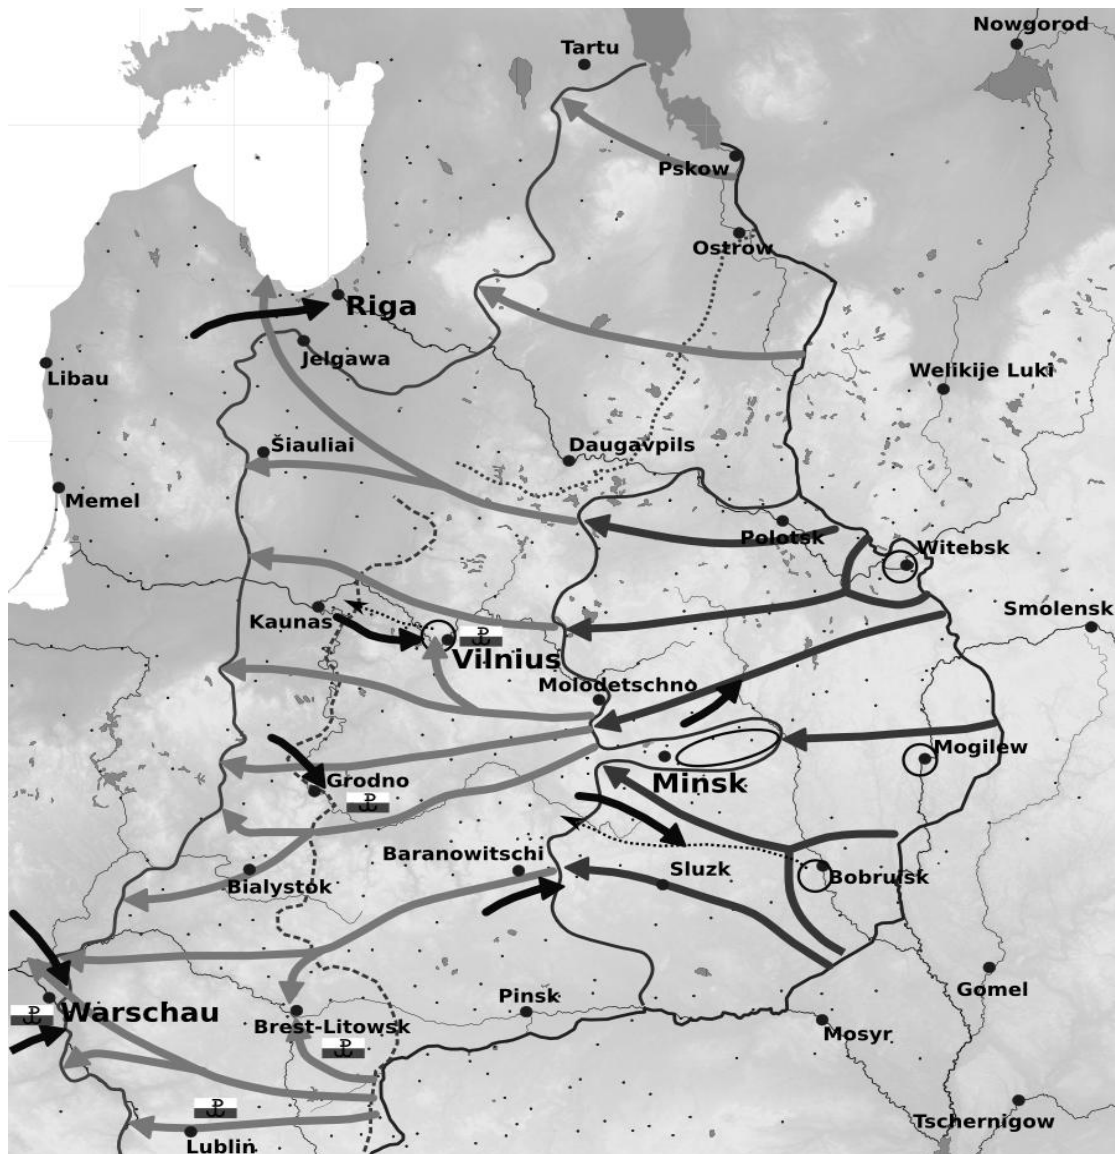 Nowgorod
Tartu
Pskow
Ostrow
Riga
Jelgawa
Libau
Welikije Luki
Šiauliai
Daugavpils
Memel
Polotsk
Witebsk
Smolensk
Kaunas
Vilnius
Molodetschno
Mogilew
Minsk
Grodno
Baranowitschi
Sluzk
Bialystok
Bobruisk
Gomel
Pinsk
Warschau
Brest-Litowsk
Mosyr
Tschernigow
Lublin